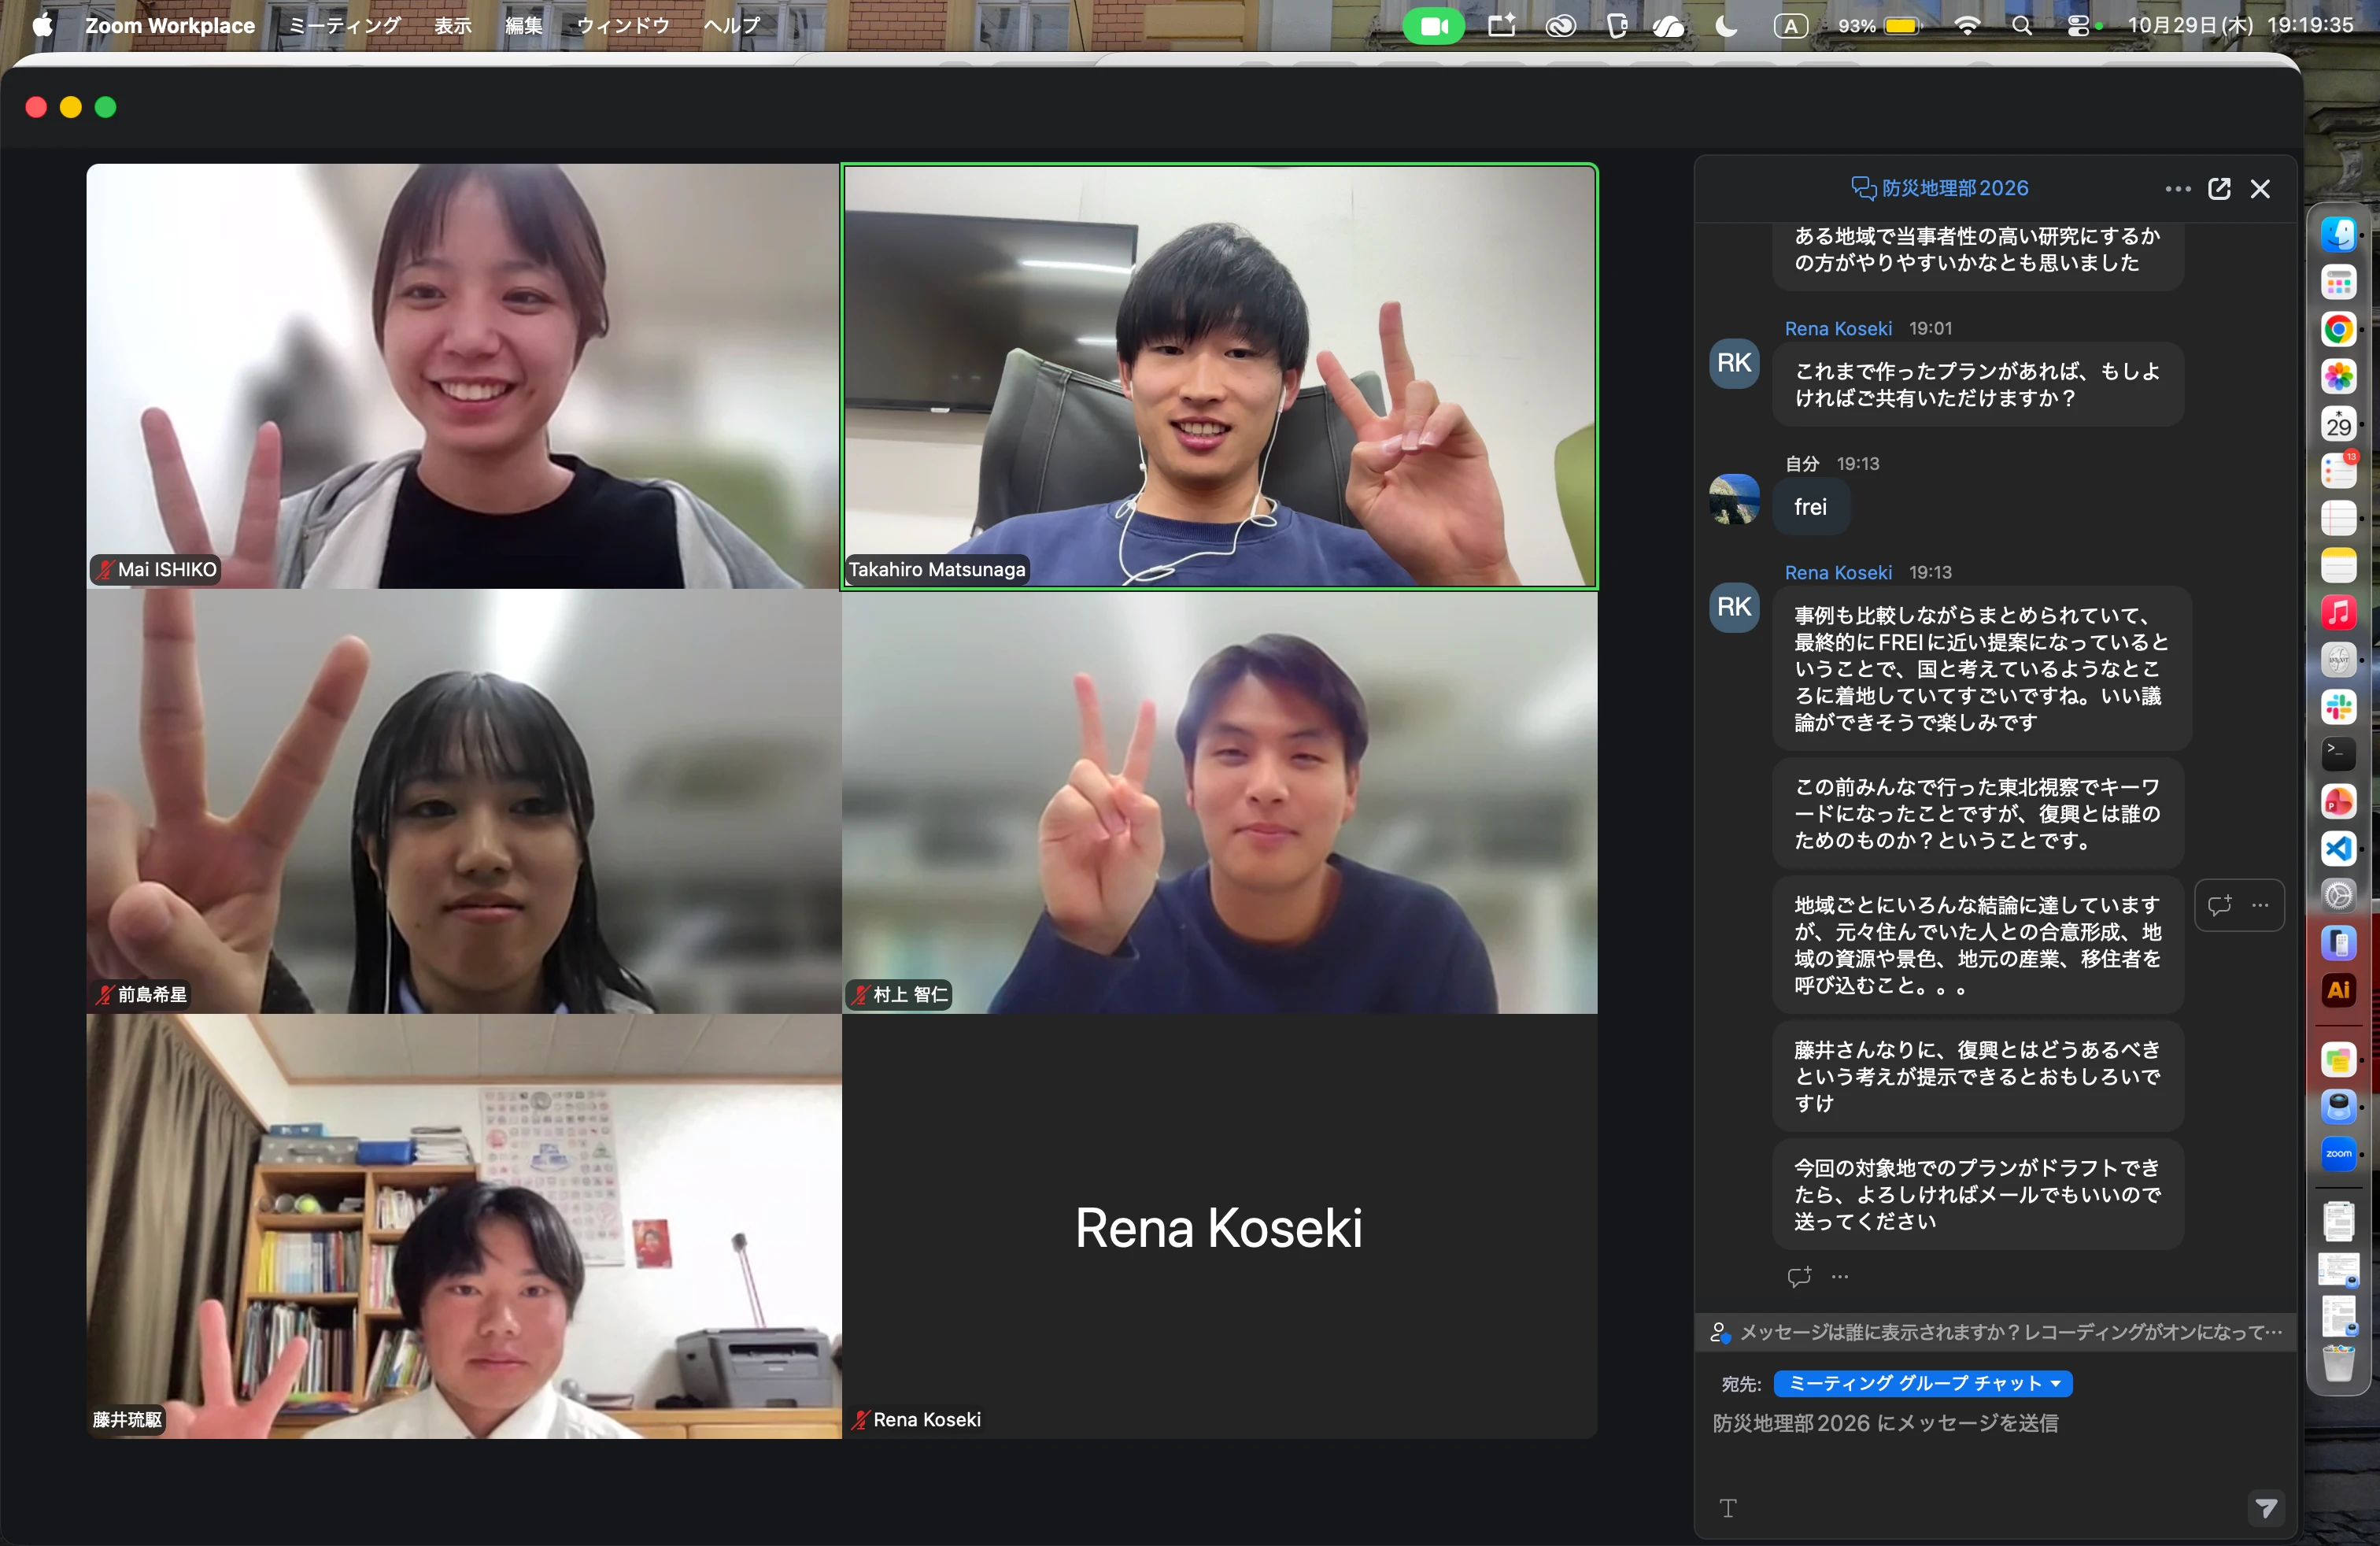 Zoom Workplace ミーティング 表示 編集 ウィンドウ ヘルプ
A 93% 10月29日(木) 19:19:35
Mai ISHIKO
Takahiro Matsunaga
前島希星
村上 智仁
藤井琉駆
Rena Koseki
Rena Koseki
防災地理部2026
ある地域で当事者性の高い研究にするか
の方がやりやすいかなとも思いました
Rena Koseki 19:01
RK
これまで作ったプランがあれば、もしよ
ければご共有いただけますか？
自分 19:13
frei
Rena Koseki 19:13
RK
事例も比較しながらまとめられていて、
最終的にFREIに近い提案になっていると
いうことで、国と考えているようなとこ
ろに着地していてすごいですね。いい議
論ができそうで楽しみです
この前みんなで行った東北視察でキーワ
ードになったことですが、復興とは誰の
ためのものか？ということです。
地域ごとにいろんな結論に達しています
が、元々住んでいた人との合意形成、地
域の資源や景色、地元の産業、移住者を
呼び込むこと。。。
藤井さんなりに、復興とはどうあるべき
という考えが提示できるとおもしろいで
すけ
今回の対象地でのプランがドラフトでき
たら、よろしければメールでもいいので
送ってください
メッセージは誰に表示されますか？レコーディングがオンになって…
宛先: ミーティング グループ チャット
防災地理部2026 にメッセージを送信
木
29
13
P
Ai
zoom